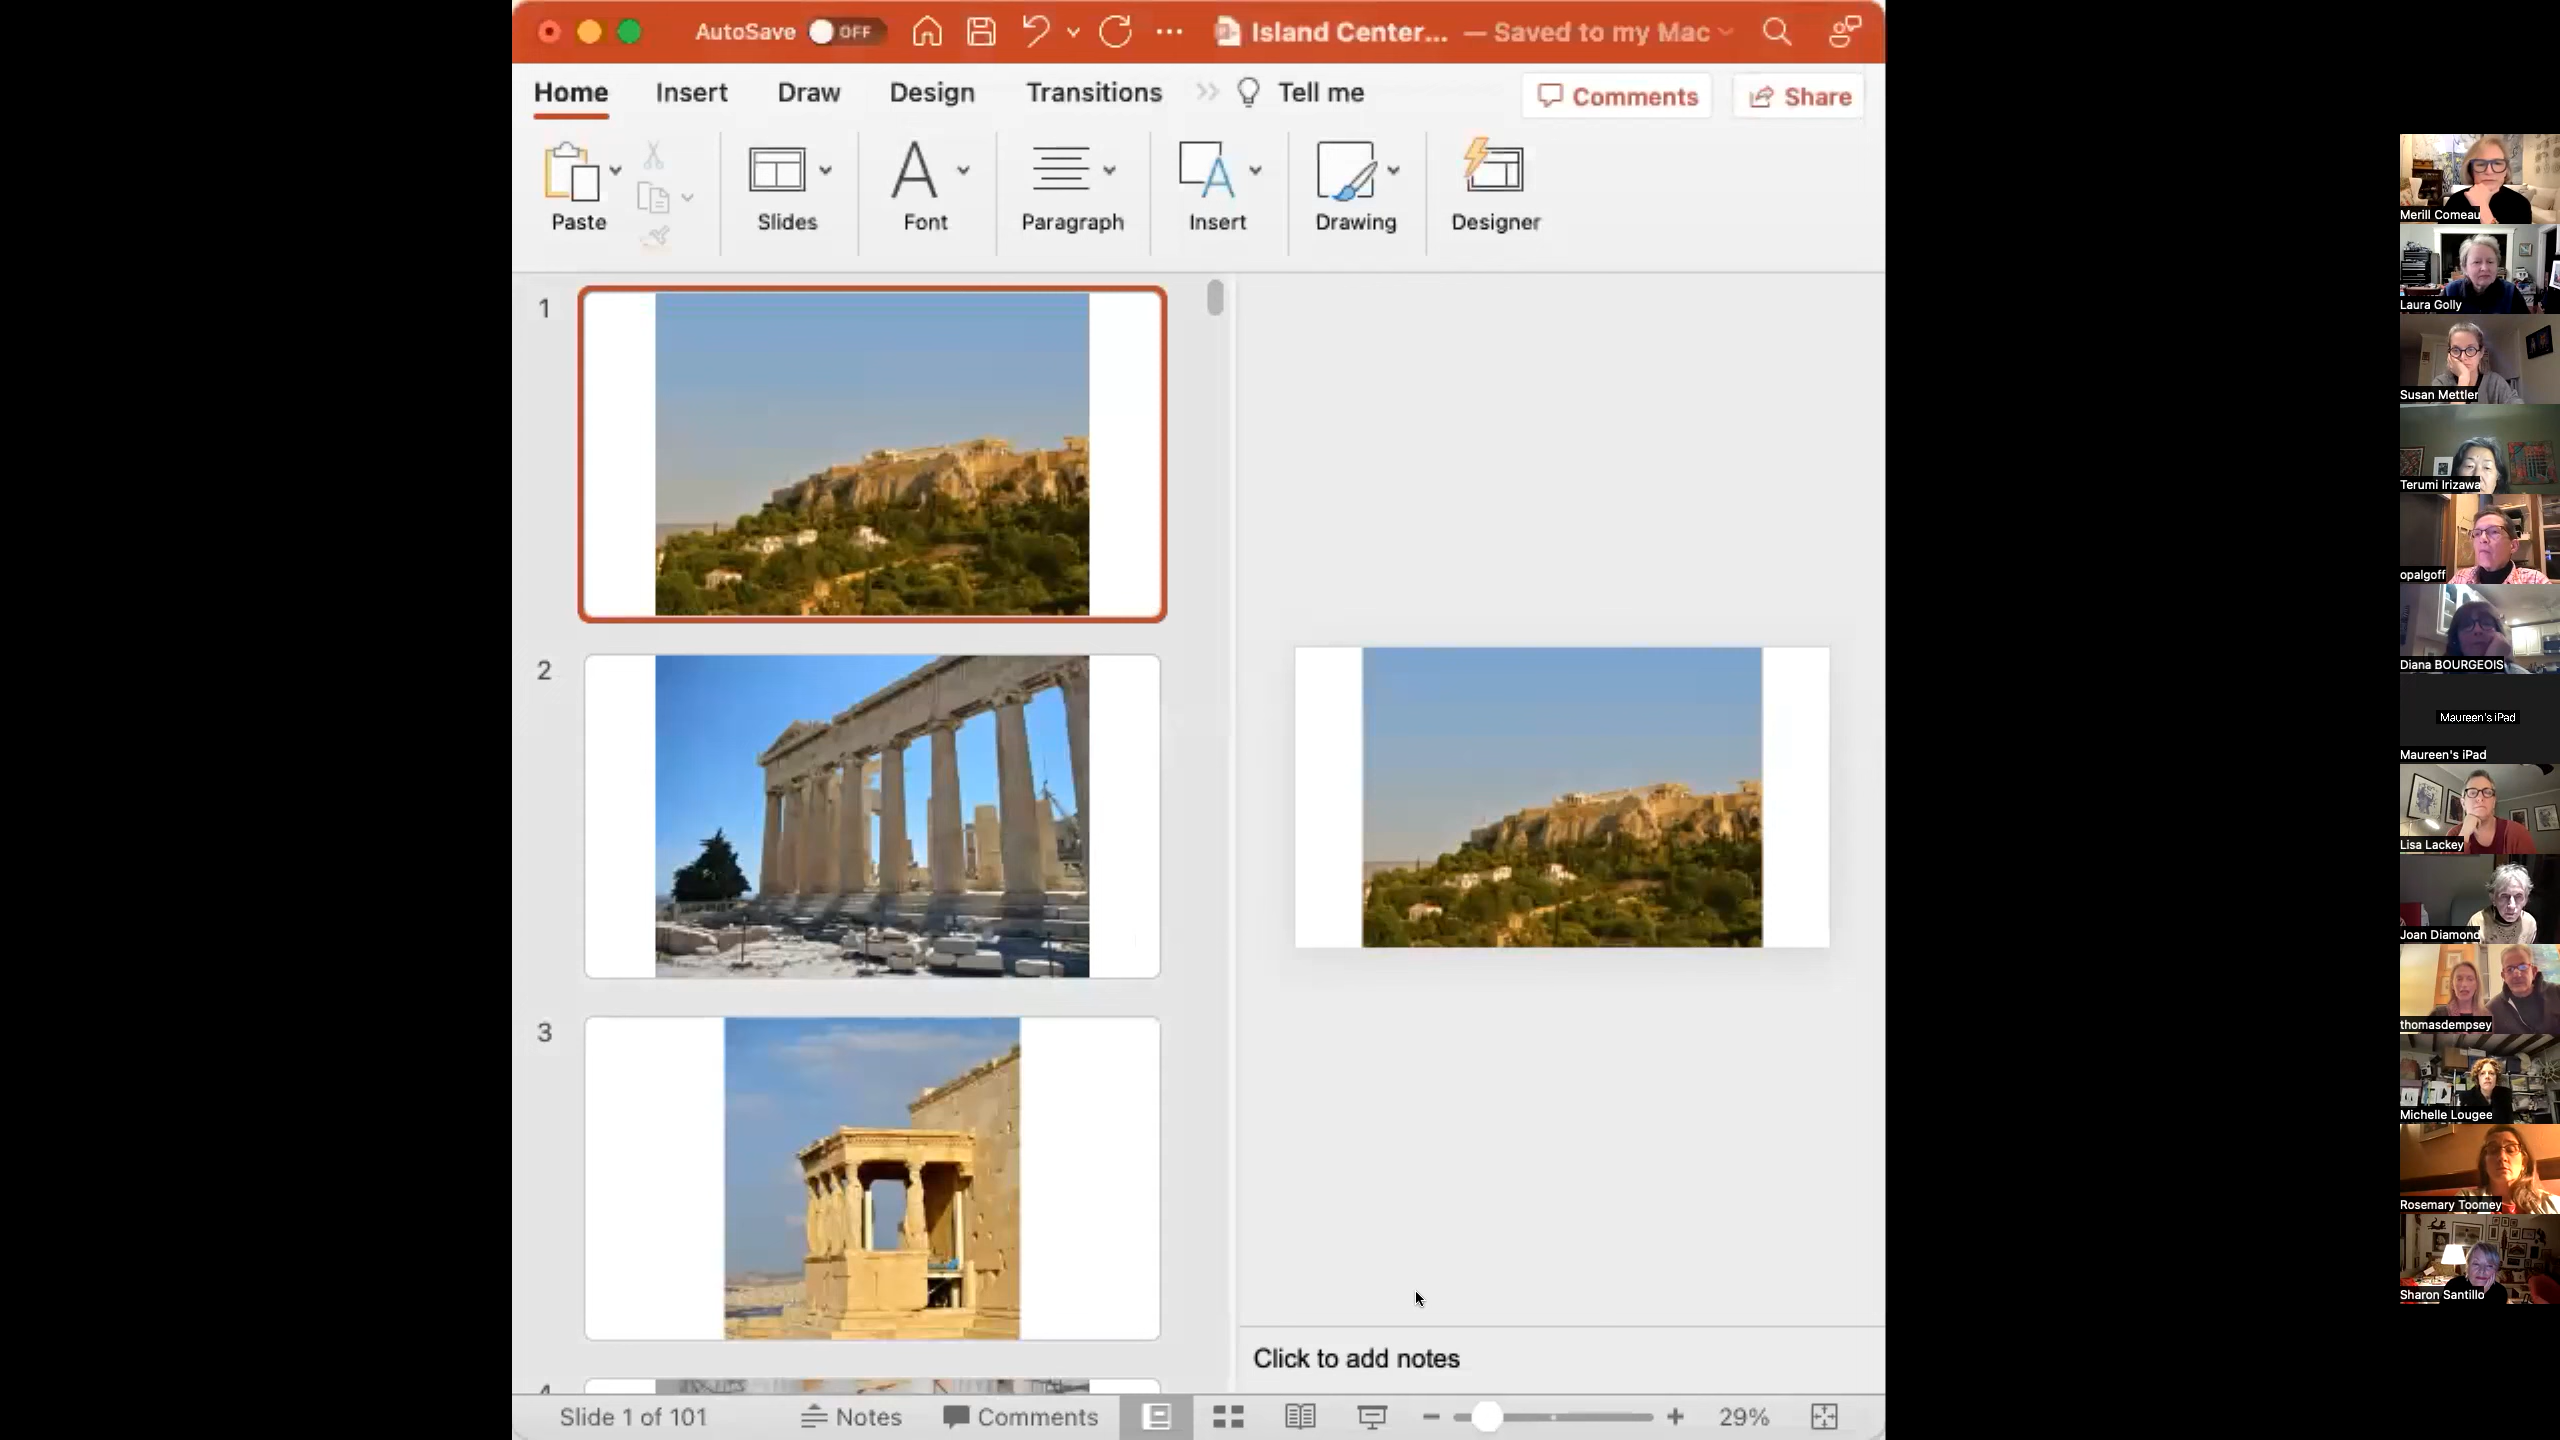 AutoSave OFF Island Center... — Saved to my Mac
Home Insert Draw Design Transitions Tell me Comments Share
Paste Slides Font Paragraph Insert Drawing Designer
1
2
3
4
Click to add notes
Slide 1 of 101 Notes Comments 29%
Merill Comeau
Laura Golly
Susan Mettler
Terumi Irizawa
opalgoff
Diana BOURGEOIS
Maureen's iPad
Maureen's iPad
Lisa Lackey
Joan Diamond
thomasdempsey
Michelle Lougee
Rosemary Toomey
Sharon Santillo